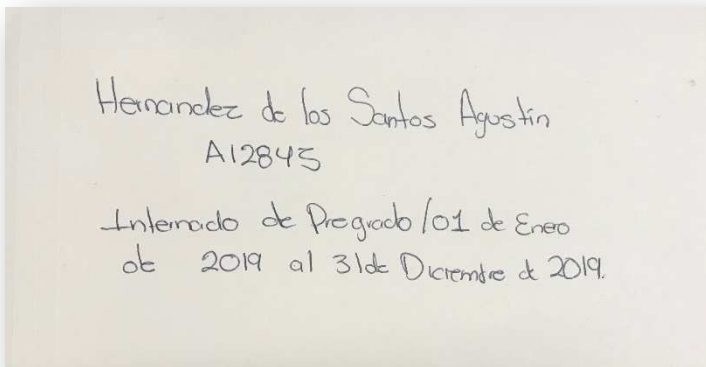 Hernandez de los Santos Agustín
A12845
Internado de Pregrado/01 de Enero
de 2019 al 31 de Diciembre de 2019.